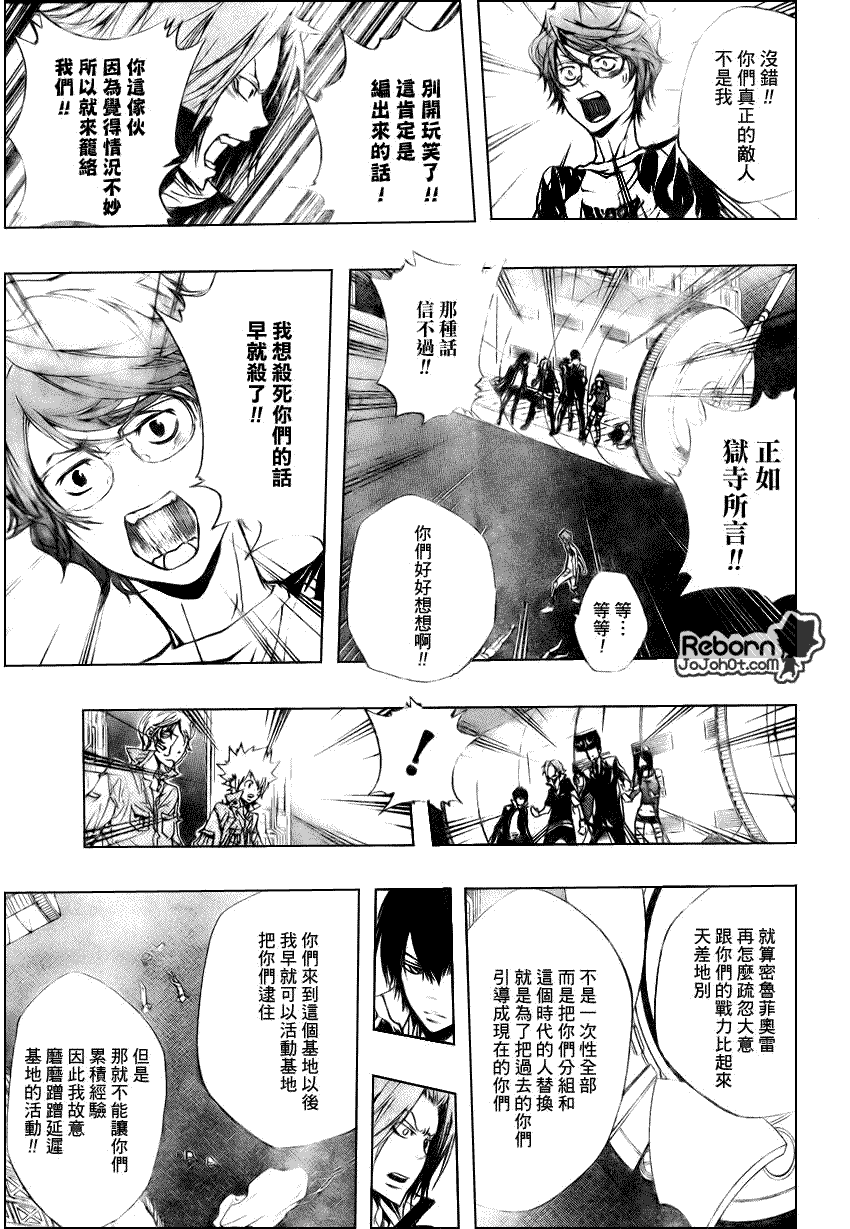 沒錯!!
你們真正的敵人
不是我
別開玩笑了!!
這肯定是
編出來的話！
你這傢伙
因為覺得情況不妙
所以就來籠絡
我們!!
正如
獄寺所言!!
那種話
信不過!!
等…
等等！
你們好好想想啊!!
我想殺死你們的話
早就殺了!!
！
就算密魯菲奧雷
再怎麼疏忽大意
跟你們的戰力比起來
天差地別
不是一次性全部
而是把你們分組和
這個時代的人替換
就是為了把過去的你們
引導成現在的你們
你們來到這個基地以後
我早就可以活動基地
把你們逮住
但是
那就不能讓你們
累積經驗
因此我故意
磨磨蹭蹭延遲
基地的活動!!
Reborn
JoJohOt.com